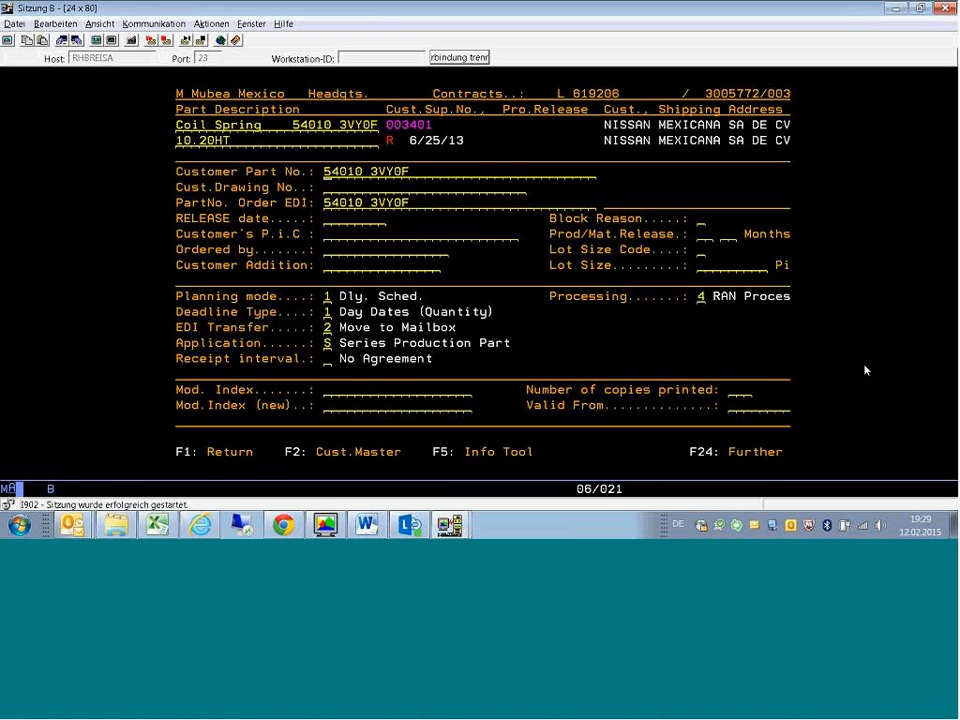 Sitzung B - [24 x 80]
Datei Bearbeiten Ansicht Kommunikation Aktionen Fenster Hilfe
Host: RHBREISA Port: 23 Workstation-ID: rbindung trenr
M Mubea Mexico Headqts. Contracts..: L 619206 / 3005772/003
Part Description Cust.Sup.No., Pro.Release Cust., Shipping Address
Coil Spring 54010 3VY0F 003401 NISSAN MEXICANA SA DE CV
10.20HT R 6/25/13 NISSAN MEXICANA SA DE CV
Customer Part No.: 54010 3VY0F
Cust.Drawing No..:
PartNo. Order EDI: 54010 3VY0F
RELEASE date.....: Block Reason.....:
Customer's P.i.C : Prod/Mat.Release.: Months
Ordered by.......: Lot Size Code....:
Customer Addition: Lot Size.........: Pi
Planning mode....: 1 Dly. Sched. Processing.......: 4 RAN Proces
Deadline Type....: 1 Day Dates (Quantity)
EDI Transfer.....: 2 Move to Mailbox
Application......: S Series Production Part
Receipt interval.: No Agreement
Mod. Index.......: Number of copies printed:
Mod.Index (new)..: Valid From..............:
F1: Return F2: Cust.Master F5: Info Tool F24: Further
MA B 06/021
I902 - Sitzung wurde erfolgreich gestartet.
DE 19:29
12.02.2015